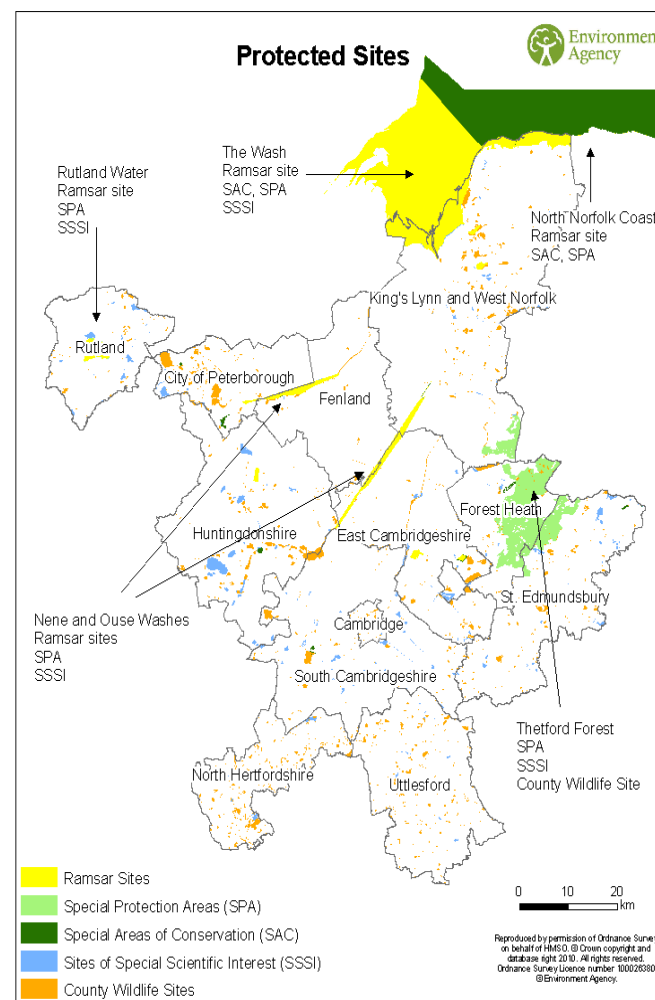 Protected Sites
Environmen
Agency
The Wash
Ramsar site
SAC, SPA
SSSI
Rutland Water
Ramsar site
SPA
SSSI
North Norfolk Coast
Ramsar site
SAC, SPA
King's Lynn and West Norfolk
Rutland
City of Peterborough
Fenland
Forest Heath
Huntingdonshire
East Cambridgeshire
St. Edmundsbury
Nene and Ouse Washes
Ramsar sites
SPA
SSSI
Cambridge
South Cambridgeshire
Thetford Forest
SPA
SSSI
County Wildlife Site
North Hertfordshire
Uttlesford
Ramsar Sites
Special Protection Areas (SPA)
Special Areas of Conservation (SAC)
Sites of Special Scientific Interest (SSSI)
County Wildlife Sites
0 10 20
km
Reproduced by permission of Ordnance Surve
on behalf of HMSO. © Crown copyright and
database right 2010. All rights reserved.
Ordnance Survey Licence number 100026380
© Environment Agency.